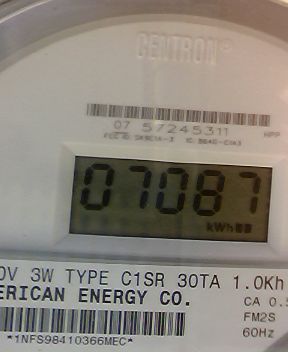 CENTRON®
07 57245311
HPP
07087
kWh
0V 3W TYPE C1SR 30TA 1.0Kh
ERICAN ENERGY CO.
CA 0.5
FM2S
60Hz
*1NFS98410366MEC*